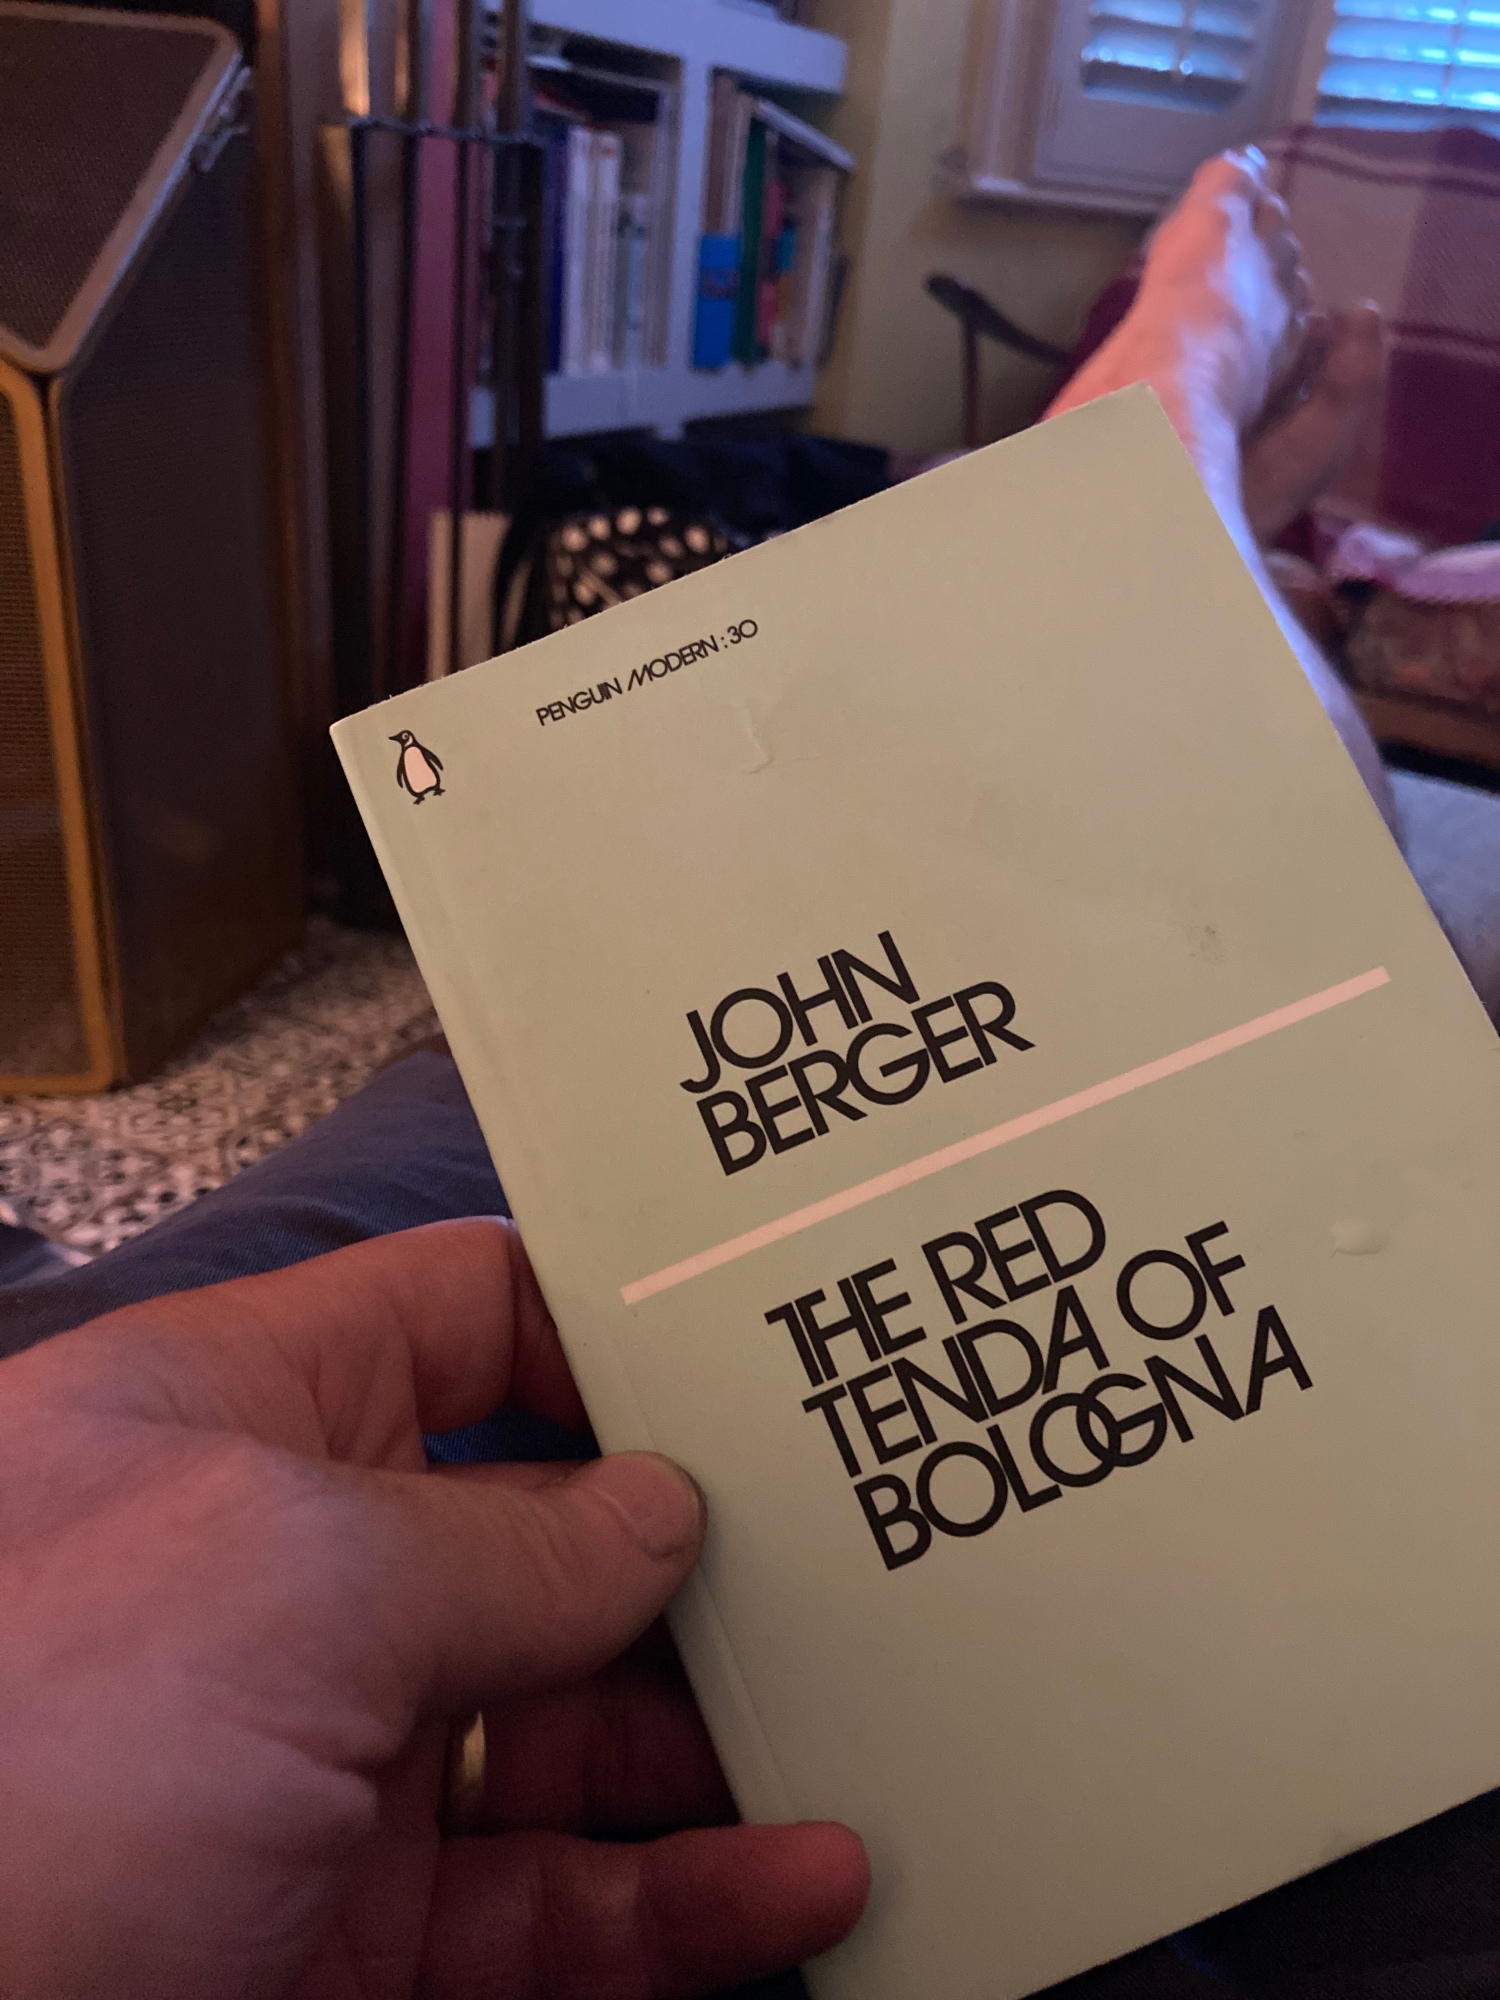 PENGUIN MODERN : 30
JOHN
BERGER
THE RED
TENDA OF
BOLOGNA